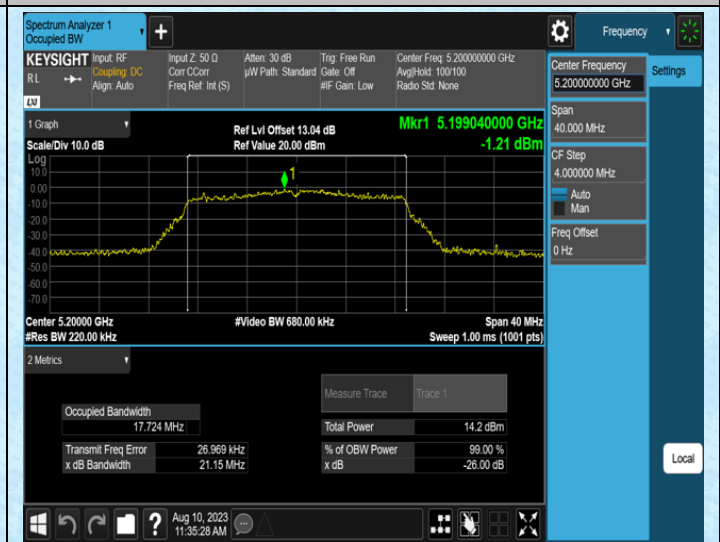 Spectrum Analyzer 1
Occupied BW
+
Frequency
KEYSIGHT
RL
LXI
Input: RF
Coupling: DC
Align: Auto
Input Z: 50 Ω
Corr CCorr
Freq Ref: Int (S)
Atten: 30 dB
µW Path: Standard
Trig: Free Run
Gate: Off
#IF Gain: Low
Center Freq: 5.200000000 GHz
Avg|Hold: 100/100
Radio Std: None
Center Frequency
5.200000000 GHz
Settings
Span
40.000 MHz
CF Step
4.000000 MHz
Auto
Man
Freq Offset
0 Hz
1 Graph
Scale/Div 10.0 dB
Ref Lvl Offset 13.04 dB
Ref Value 20.00 dBm
Mkr1 5.199040000 GHz
-1.21 dBm
Log
10.0
0.00
-10.0
-20.0
-30.0
-40.0
-50.0
-60.0
-70.0
1
Center 5.20000 GHz
#Res BW 220.00 kHz
#Video BW 680.00 kHz
Span 40 MHz
Sweep 1.00 ms (1001 pts)
2 Metrics
Measure Trace Trace 1
Occupied Bandwidth
17.724 MHz
Total Power 14.2 dBm
Transmit Freq Error 26.969 kHz
x dB Bandwidth 21.15 MHz
% of OBW Power 99.00 %
x dB -26.00 dB
Local
?
Aug 10, 2023
11:35:28 AM